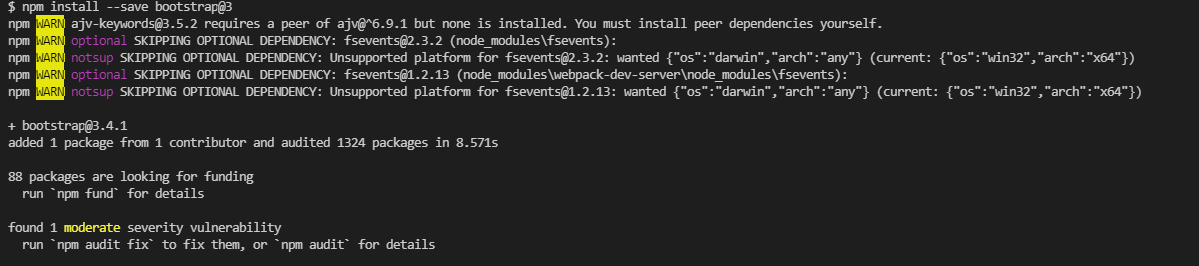 $ npm install --save bootstrap@3
npm WARN ajv-keywords@3.5.2 requires a peer of ajv@^6.9.1 but none is installed. You must install peer dependencies yourself.
npm WARN optional SKIPPING OPTIONAL DEPENDENCY: fsevents@2.3.2 (node_modules\fsevents):
npm WARN notsup SKIPPING OPTIONAL DEPENDENCY: Unsupported platform for fsevents@2.3.2: wanted {"os":"darwin","arch":"any"} (current: {"os":"win32","arch":"x64"})
npm WARN optional SKIPPING OPTIONAL DEPENDENCY: fsevents@1.2.13 (node_modules\webpack-dev-server\node_modules\fsevents):
npm WARN notsup SKIPPING OPTIONAL DEPENDENCY: Unsupported platform for fsevents@1.2.13: wanted {"os":"darwin","arch":"any"} (current: {"os":"win32","arch":"x64"})
+ bootstrap@3.4.1
added 1 package from 1 contributor and audited 1324 packages in 8.571s
88 packages are looking for funding
run `npm fund` for details
found 1 moderate severity vulnerability
run `npm audit fix` to fix them, or `npm audit` for details